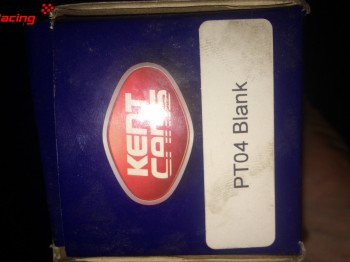 Racing
KENT
CAMS
PT04 Blank